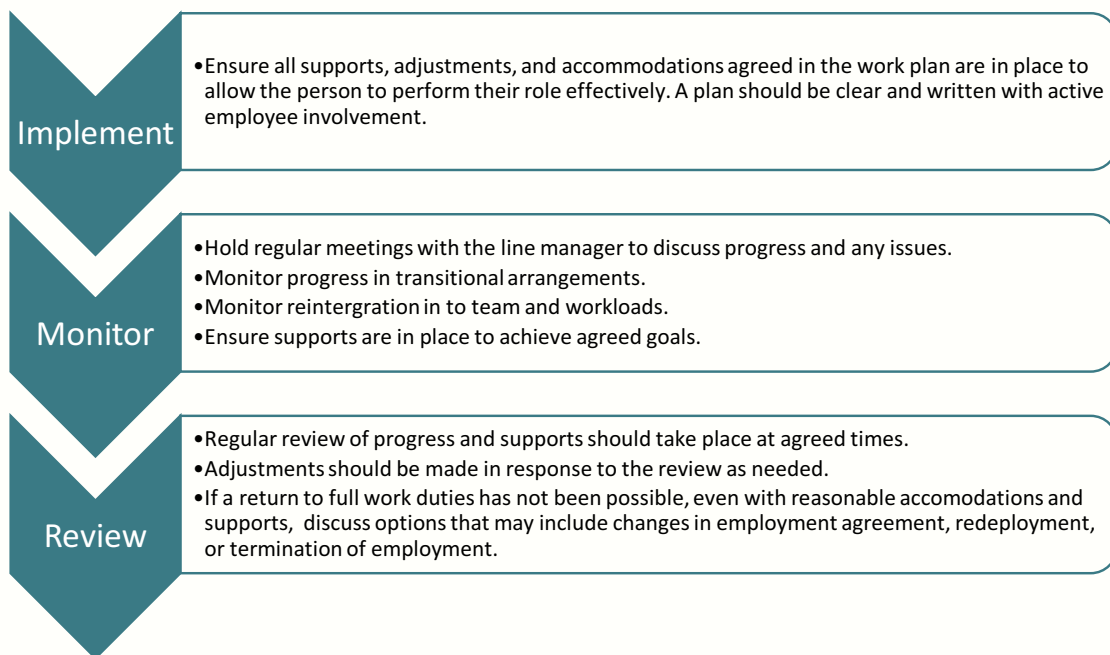 Implement
•Ensure all supports, adjustments, and accommodations agreed in the work plan are in place to
allow the person to perform their role effectively. A plan should be clear and written with active
employee involvement.
Monitor
•Hold regular meetings with the line manager to discuss progress and any issues.
•Monitor progress in transitional arrangements.
•Monitor reintergration in to team and workloads.
•Ensure supports are in place to achieve agreed goals.
Review
•Regular review of progress and supports should take place at agreed times.
•Adjustments should be made in response to the review as needed.
•If a return to full work duties has not been possible, even with reasonable accomodations and
supports, discuss options that may include changes in employment agreement, redeployment,
or termination of employment.